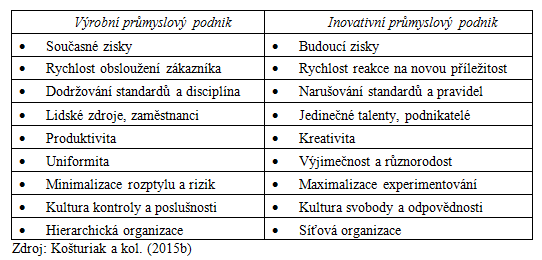 Výrobní průmyslový podnik Inovativní průmyslový podnik
• Současné zisky • Budoucí zisky
• Rychlost obsloužení zákazníka • Rychlost reakce na novou příležitost
• Dodržování standardů a disciplína • Narušování standardů a pravidel
• Lidské zdroje, zaměstnanci • Jedinečné talenty, podnikatelé
• Produktivita • Kreativita
• Uniformita • Výjimečnost a různorodost
• Minimalizace rozptylu a rizik • Maximalizace experimentování
• Kultura kontroly a poslušnosti • Kultura svobody a odpovědnosti
• Hierarchická organizace • Síťová organizace
Zdroj: Košturiak a kol. (2015b)